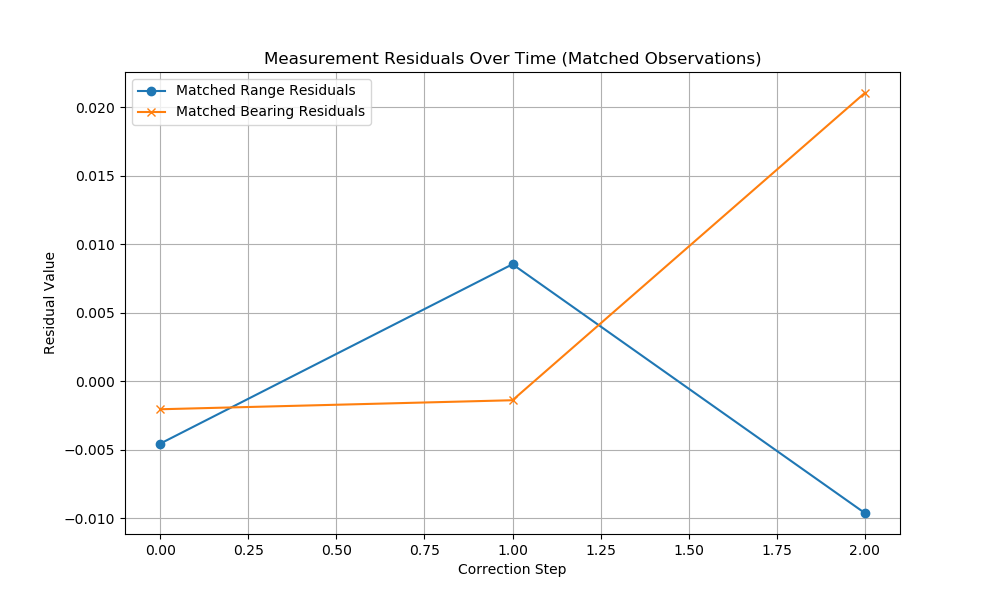 Measurement Residuals Over Time (Matched Observations)
Matched Range Residuals
Matched Bearing Residuals
Residual Value
0.020
0.015
0.010
0.005
0.000
−0.005
−0.010
0.00 0.25 0.50 0.75 1.00 1.25 1.50 1.75 2.00
Correction Step